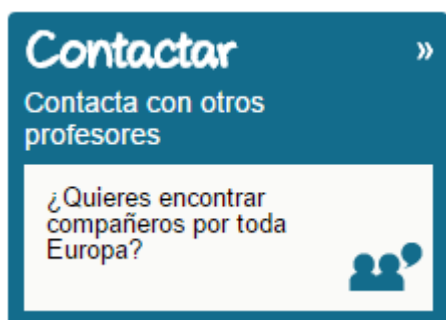 Contactar »
Contacta con otros
profesores
¿Quieres encontrar
compañeros por toda
Europa?